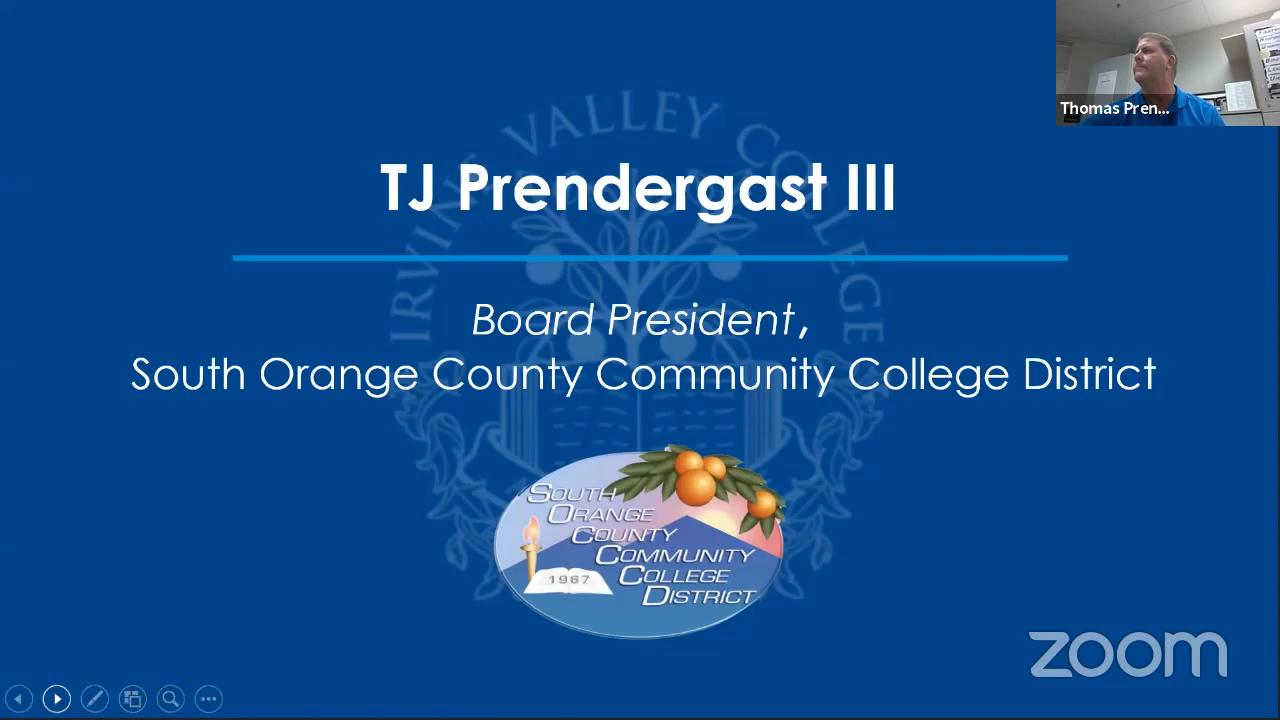 Thomas Pren...
IRVINE VALLEY COLLEGE
TJ Prendergast III
Board President,
South Orange County Community College District
SOUTH
ORANGE
COUNTY
COMMUNITY
COLLEGE
DISTRICT
1967
zoom